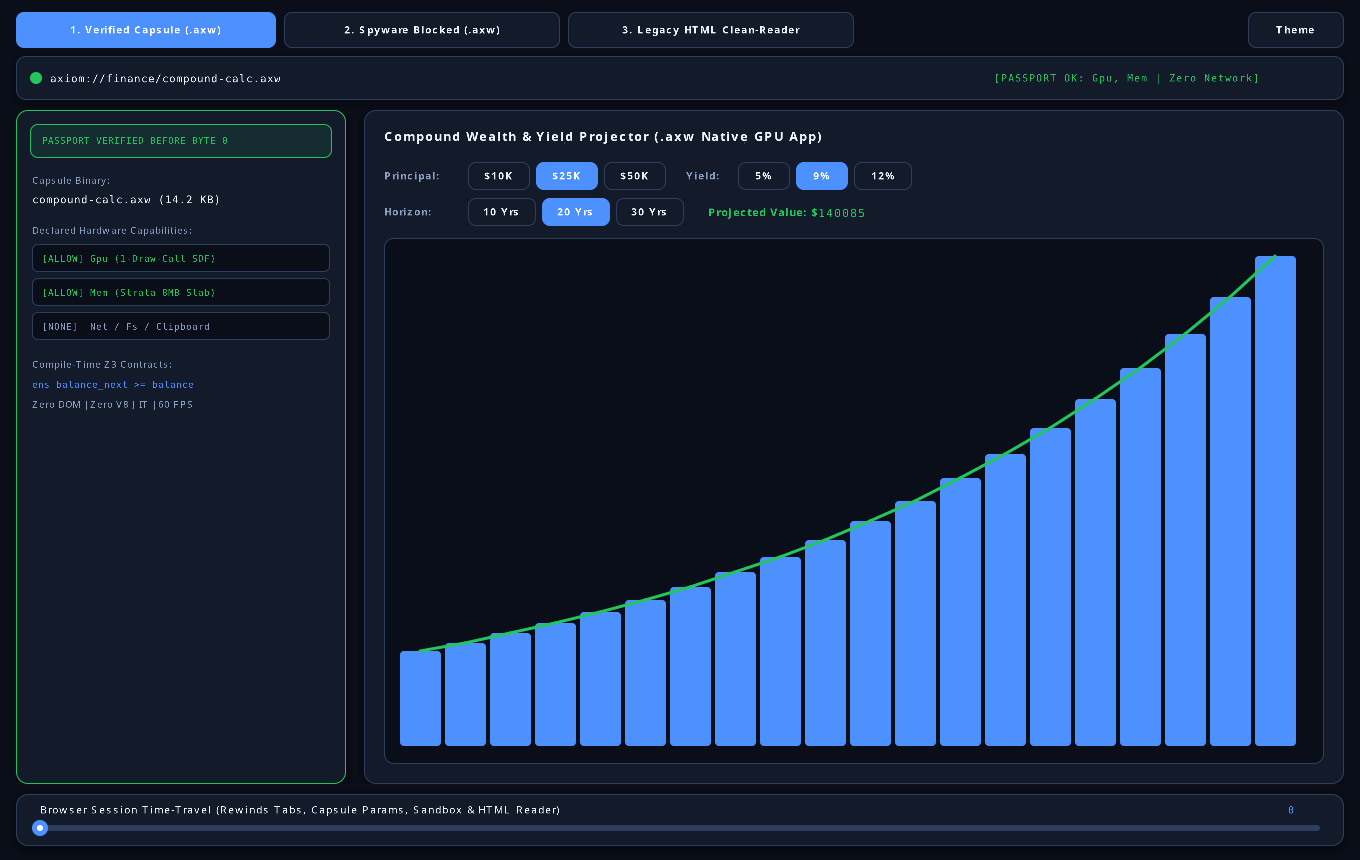 1. Verified Capsule (.axw)
2. Spyware Blocked (.axw)
3. Legacy HTML Clean-Reader
Theme
axiom://finance/compound-calc.axw
[PASSPORT OK: Gpu, Mem | Zero Network]
PASSPORT VERIFIED BEFORE BYTE 0
Capsule Binary:
compound-calc.axw (14.2 KB)
Declared Hardware Capabilities:
[ALLOW] Gpu (1-Draw-Call SDF)
[ALLOW] Mem (Strata 8MB Slab)
[NONE]  Net / Fs / Clipboard
Compile-Time Z3 Contracts:
ens balance_next >= balance
Zero DOM | Zero V8 | IT | 60 FPS
Compound Wealth & Yield Projector (.axw Native GPU App)
Principal: $10K $25K $50K Yield: 5% 9% 12%
Horizon: 10 Yrs 20 Yrs 30 Yrs Projected Value: $140085
Browser Session Time-Travel (Rewinds Tabs, Capsule Params, Sandbox & HTML Reader) 0